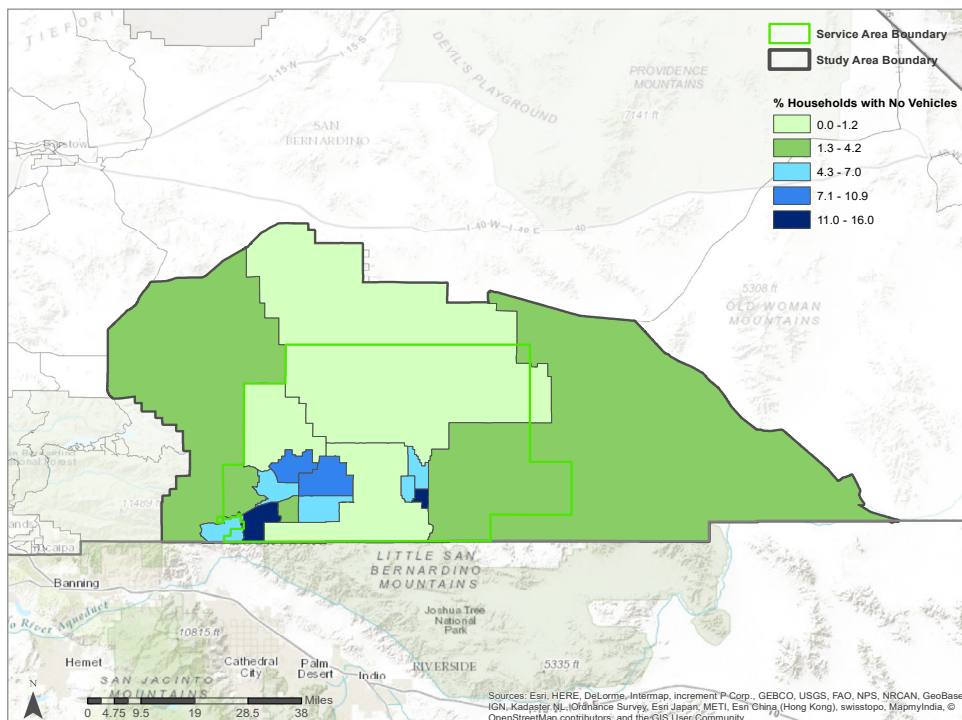 TIEFORT
I-15-N
I-15-S
DEVIL'S PLAYGROUND
PROVIDENCE
MOUNTAINS
7141 ft
Service Area Boundary
Study Area Boundary
% Households with No Vehicles
0.0 -1.2
1.3 - 4.2
4.3 - 7.0
7.1 - 10.9
11.0 - 16.0
SAN
BERNARDINO
Barstow
I-40-W
I-40-E
40
5308 ft
OLD WOMAN
MOUNTAINS
11489 ft
Yucaipa
Banning
LITTLE SAN
BERNARDINO
MOUNTAINS
Joshua Tree
National
Park
River Aqueduct
10815 ft
Hemet
Cathedral
City
Palm
Desert
Indio
RIVERSIDE
5335 ft
SAN JACINTO
MOUNTAINS
N
Miles
0 4.75 9.5 19 28.5 38
Sources: Esri, HERE, DeLorme, Intermap, increment P Corp., GEBCO, USGS, FAO, NPS, NRCAN, GeoBase,
IGN, Kadaster NL, Ordnance Survey, Esri Japan, METI, Esri China (Hong Kong), swisstopo, MapmyIndia, ©
OpenStreetMap contributors, and the GIS User Community